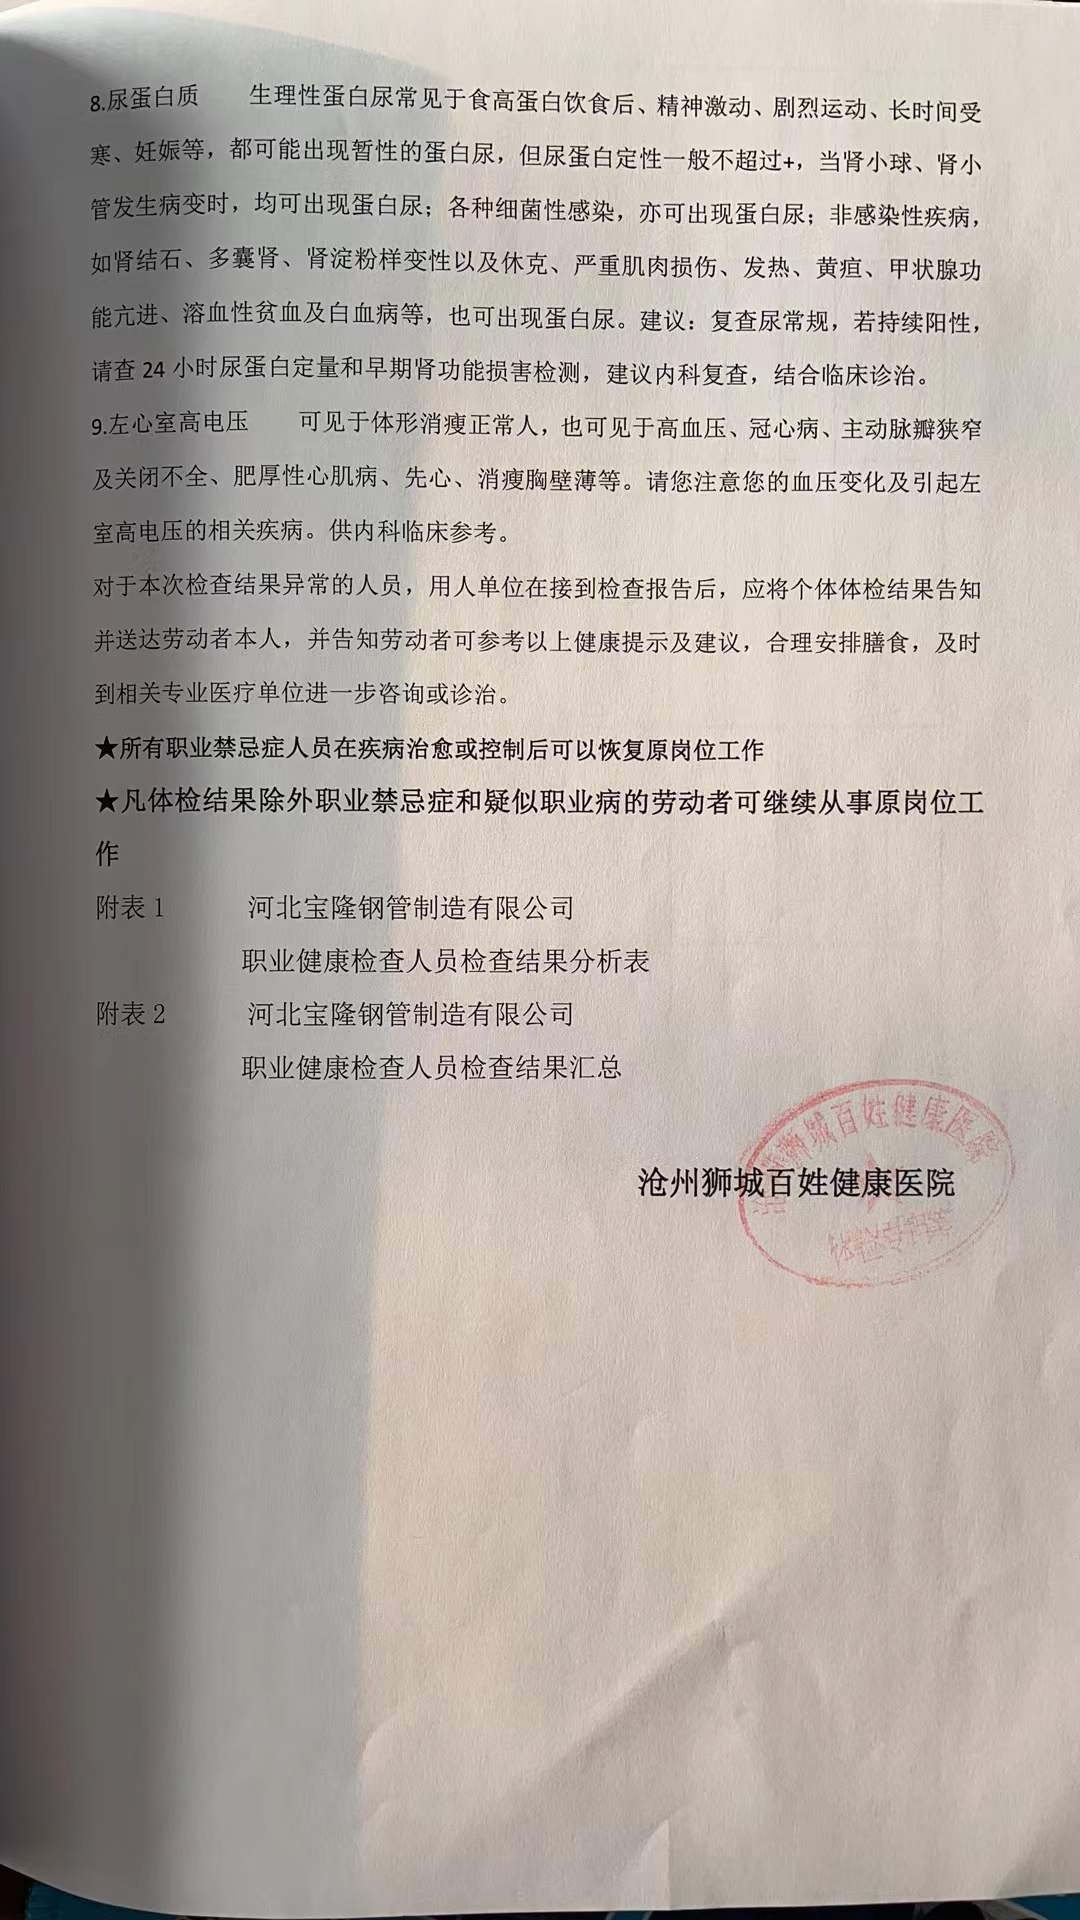 8.尿蛋白质 生理性蛋白尿常见于食高蛋白饮食后、精神激动、剧烈运动、长时间受
寒、妊娠等，都可能出现暂性的蛋白尿，但尿蛋白定性一般不超过+，当肾小球、肾小
管发生病变时，均可出现蛋白尿；各种细菌性感染，亦可出现蛋白尿；非感染性疾病，
如肾结石、多囊肾、肾淀粉样变性以及休克、严重肌肉损伤、发热、黄疸、甲状腺功
能亢进、溶血性贫血及白血病等，也可出现蛋白尿。建议：复查尿常规，若持续阳性，
请查 24 小时尿蛋白定量和早期肾功能损害检测，建议内科复查，结合临床诊治。
9.左心室高电压 可见于体形消瘦正常人，也可见于高血压、冠心病、主动脉瓣狭窄
及关闭不全、肥厚性心肌病、先心、消瘦胸壁薄等。请您注意您的血压变化及引起左
室高电压的相关疾病。供内科临床参考。
对于本次检查结果异常的人员，用人单位在接到检查报告后，应将个体体检结果告知
并送达劳动者本人，并告知劳动者可参考以上健康提示及建议，合理安排膳食，及时
到相关专业医疗单位进一步咨询或诊治。
★所有职业禁忌症人员在疾病治愈或控制后可以恢复原岗位工作
★凡体检结果除外职业禁忌症和疑似职业病的劳动者可继续从事原岗位工
作
附表 1 河北宝隆钢管制造有限公司
职业健康检查人员检查结果分析表
附表 2 河北宝隆钢管制造有限公司
职业健康检查人员检查结果汇总
沧州狮城百姓健康医院
沧州狮城百姓健康医院
体检专用章